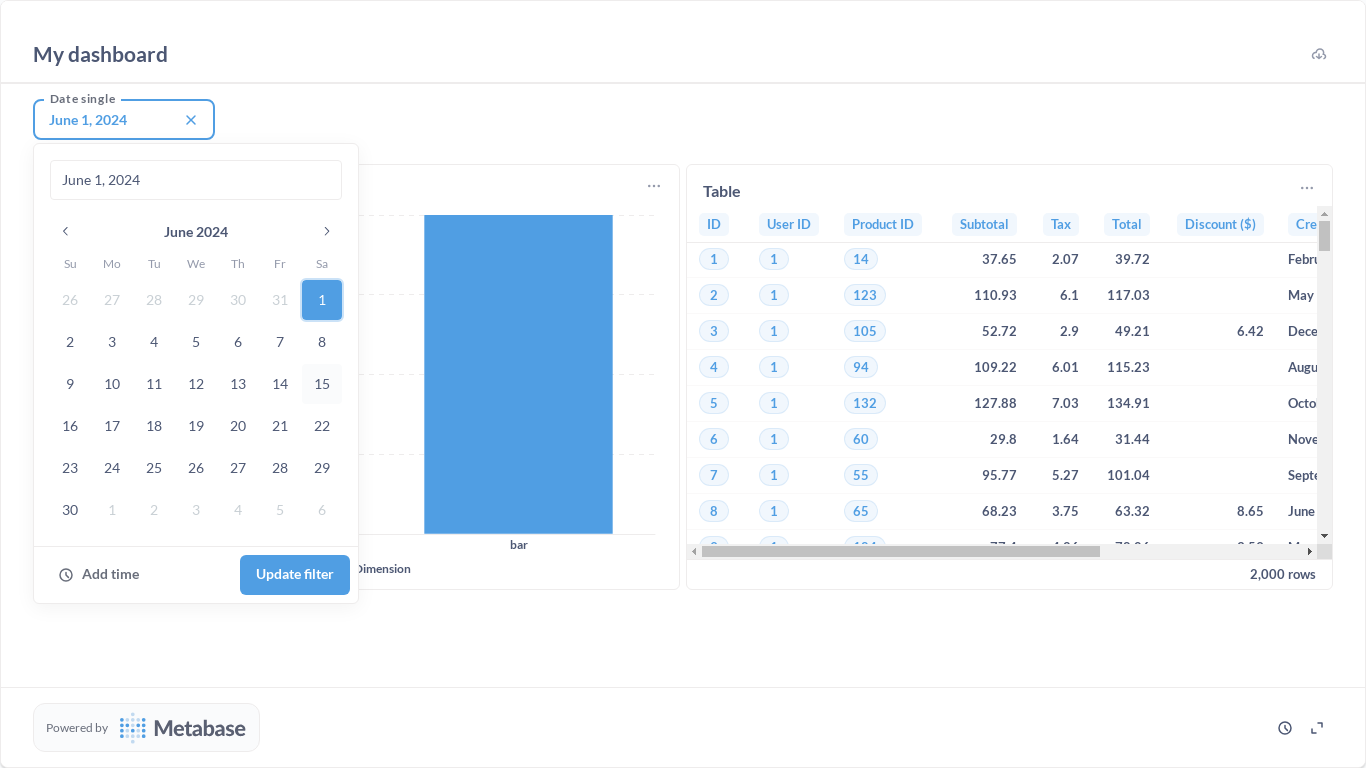 My dashboard
Date single
June 1, 2024
June 1, 2024
June 2024
Su Mo Tu We Th Fr Sa
26 27 28 29 30 31 1
2 3 4 5 6 7 8
9 10 11 12 13 14 15
16 17 18 19 20 21 22
23 24 25 26 27 28 29
30 1 2 3 4 5 6
Add time
Update filter
bar
Dimension
Table
ID User ID Product ID Subtotal Tax Total Discount ($) Cre
1 1 14 37.65 2.07 39.72 Febru
2 1 123 110.93 6.1 117.03 May
3 1 105 52.72 2.9 49.21 6.42 Dece
4 1 94 109.22 6.01 115.23 Augu
5 1 132 127.88 7.03 134.91 Octo
6 1 60 29.8 1.64 31.44 Nove
7 1 55 95.77 5.27 101.04 Septe
8 1 65 68.23 3.75 63.32 8.65 June
2,000 rows
Powered by
Metabase